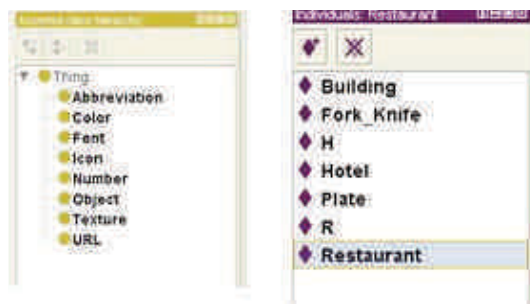 Thing
Abbreviation
Color
Font
Icon
Number
Object
Texture
URL
Individuals: Restaurant
Building
Fork_Knife
H
Hotel
Plate
R
Restaurant